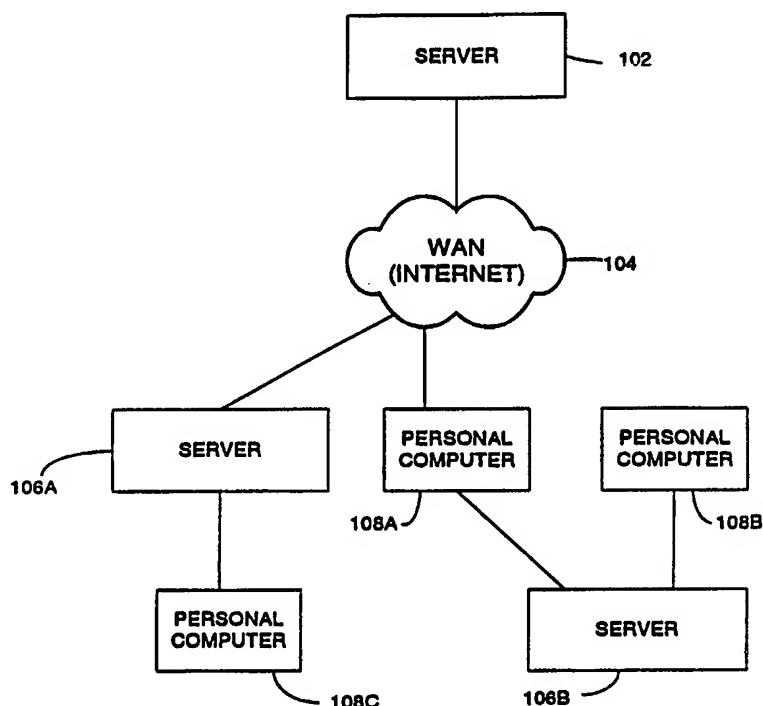 SERVER
102
WAN
(INTERNET)
104
SERVER
106A
PERSONAL
COMPUTER
108A
PERSONAL
COMPUTER
108B
PERSONAL
COMPUTER
108C
SERVER
106B